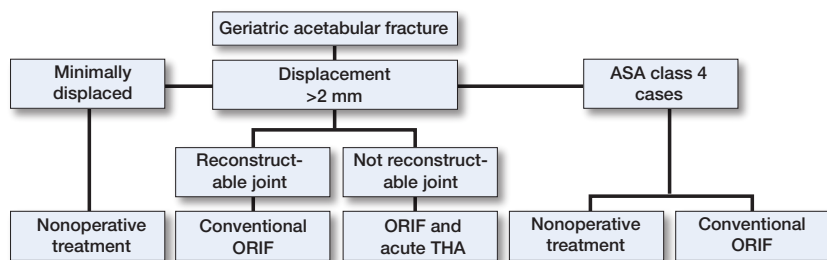 Geriatric acetabular fracture
Minimally
displaced
Displacement
>2 mm
ASA class 4
cases
Reconstruct-
able joint
Not reconstruct-
able joint
Nonoperative
treatment
Conventional
ORIF
ORIF and
acute THA
Nonoperative
treatment
Conventional
ORIF